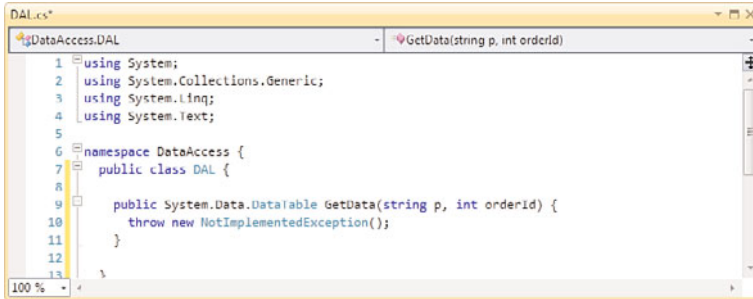 DAL.cs*
DataAccess.DAL
GetData(string p, int orderId)
1 using System;
2 using System.Collections.Generic;
3 using System.Linq;
4 using System.Text;
5
6 namespace DataAccess {
7 public class DAL {
8
9 public System.Data.DataTable GetData(string p, int orderId) {
10 throw new NotImplementedException();
11 }
12
13 }
100 %